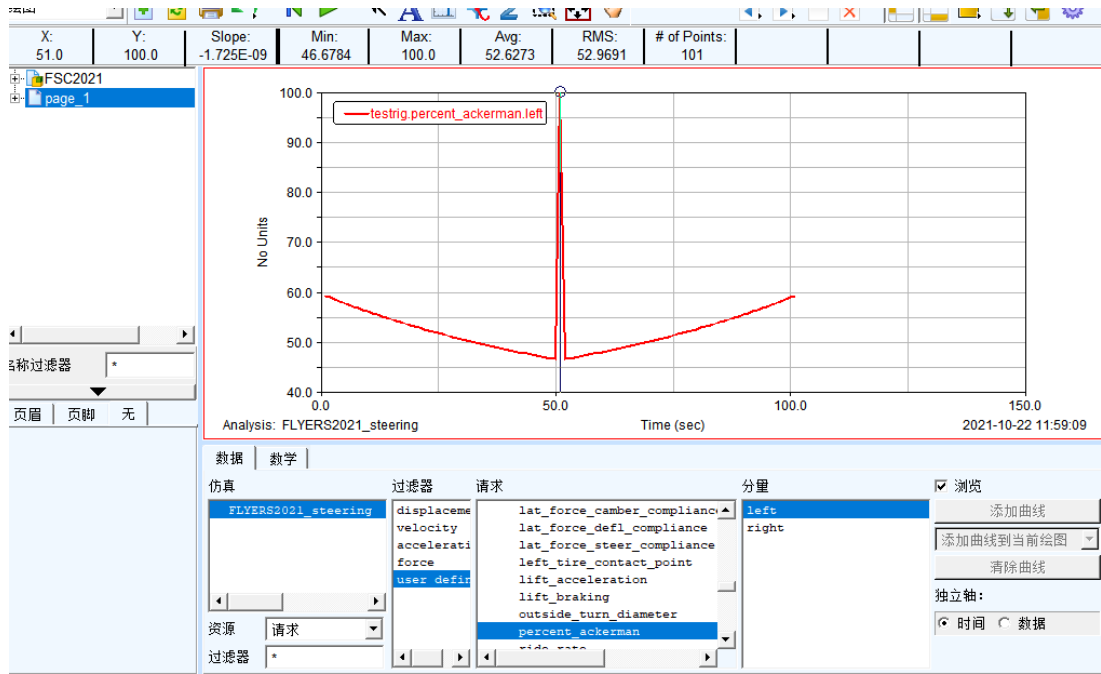 X: Y: Slope: Min: Max: Avg: RMS: # of Points:
51.0 100.0 -1.725E-09 46.6784 100.0 52.6273 52.9691 101
FSC2021
page_1
名称过滤器 *
页眉 页脚 无
100.0
90.0
80.0
70.0
60.0
50.0
40.0
No Units
testrig.percent_ackerman.left
0.0 50.0 100.0 150.0
Analysis: FLYERS2021_steering Time (sec) 2021-10-22 11:59:09
数据 数学
仿真 过滤器 请求 分量 浏览
FLYERS2021_steering
资源 请求
过滤器 *
displaceme
velocity
accelerati
force
user defin
lat_force_camber_complianc
lat_force_defl_compliance
lat_force_steer_compliance
left_tire_contact_point
lift_acceleration
lift_braking
outside_turn_diameter
percent_ackerman
ride_rate
left
right
添加曲线
添加曲线到当前绘图
清除曲线
独立轴：
时间 数据